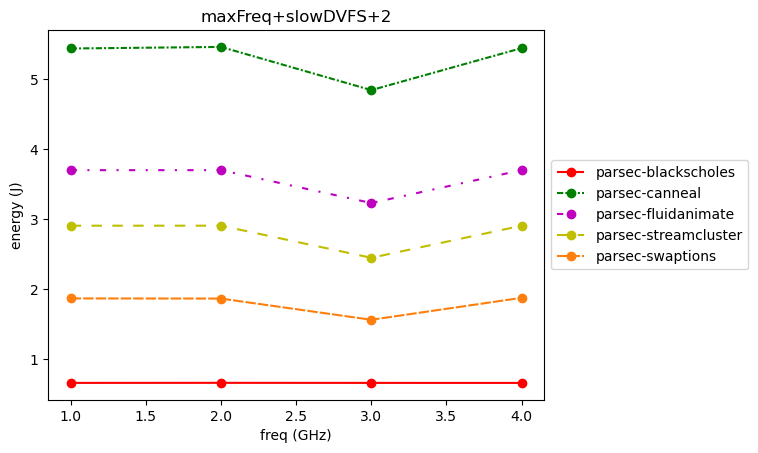 maxFreq+slowDVFS+2
energy (J)
5
4
3
2
1
1.0 1.5 2.0 2.5 3.0 3.5 4.0
freq (GHz)
parsec-blackscholes
parsec-canneal
parsec-fluidanimate
parsec-streamcluster
parsec-swaptions